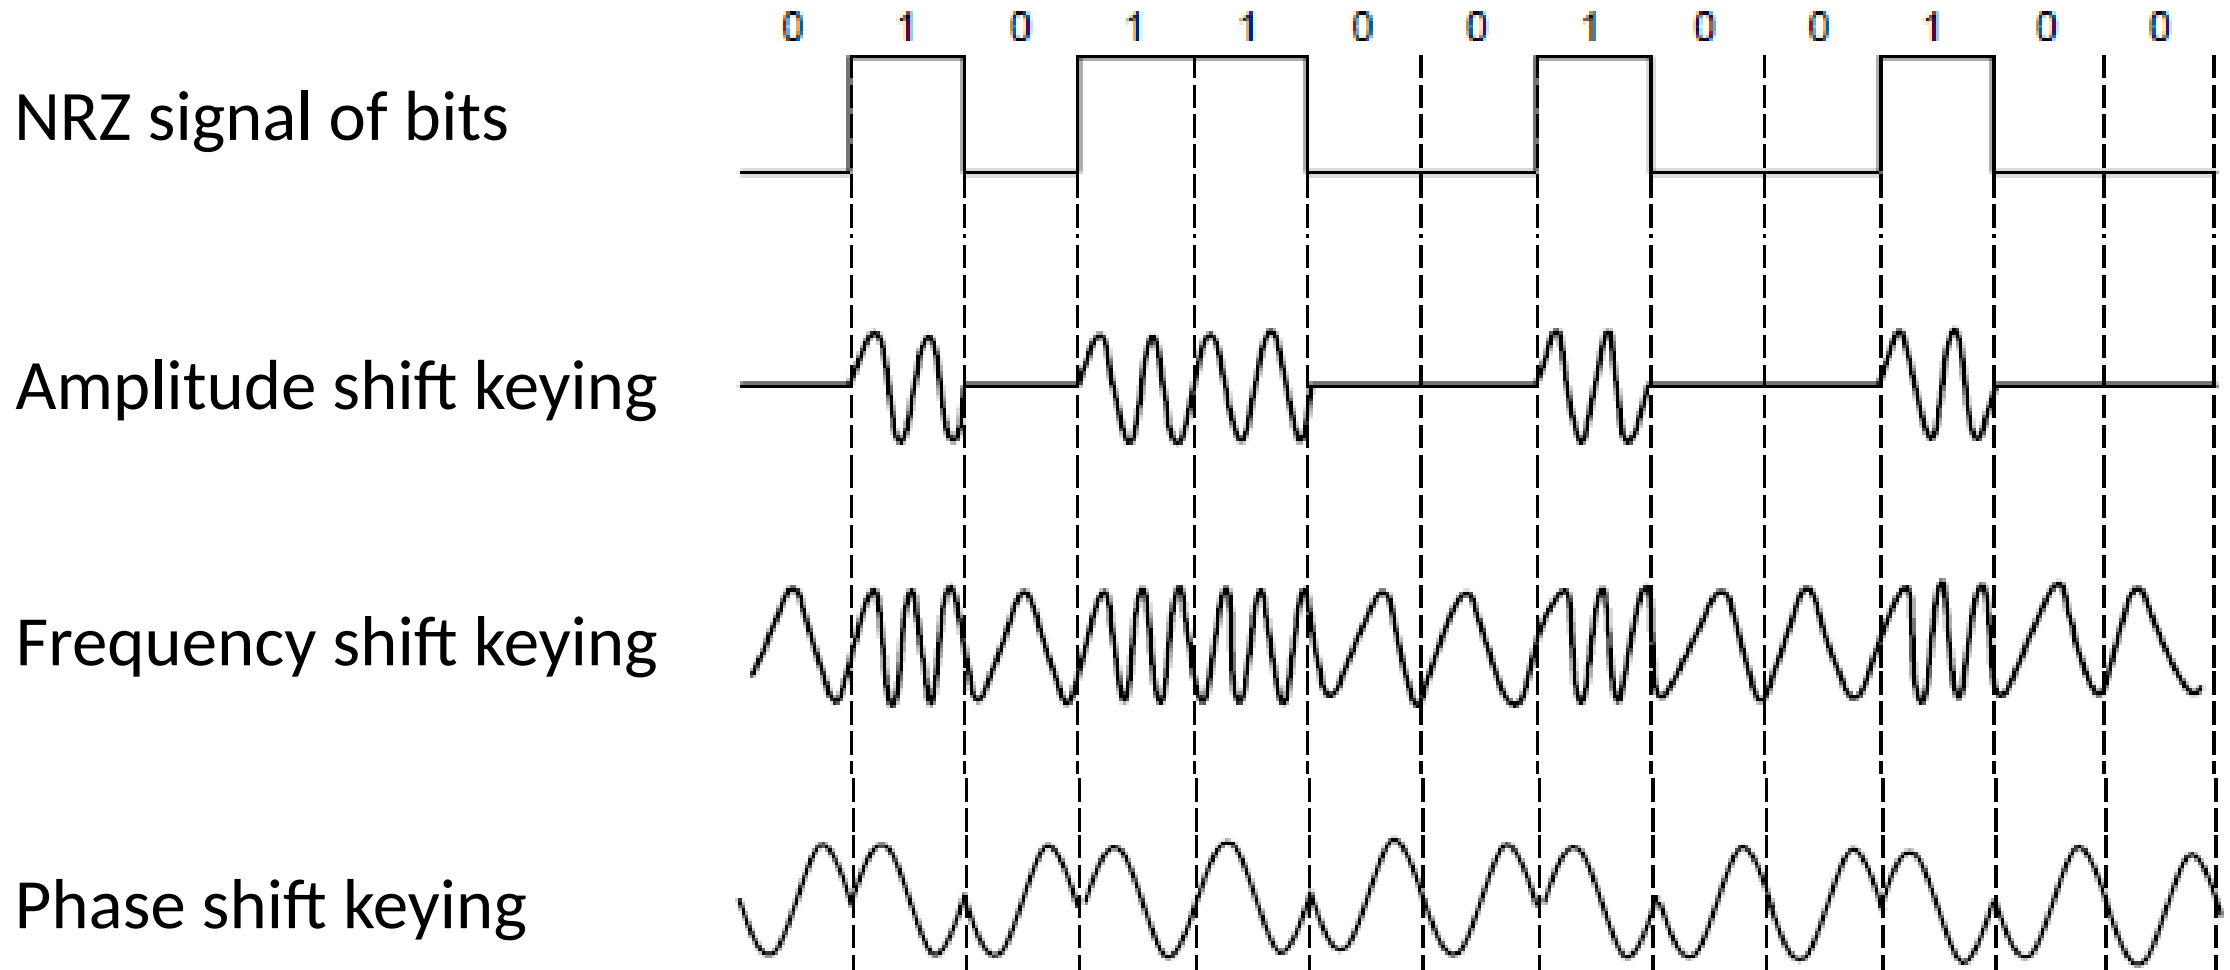 0 1 0 1 1 0 0 1 0 0 1 0 0
NRZ signal of bits
Amplitude shift keying
Frequency shift keying
Phase shift keying